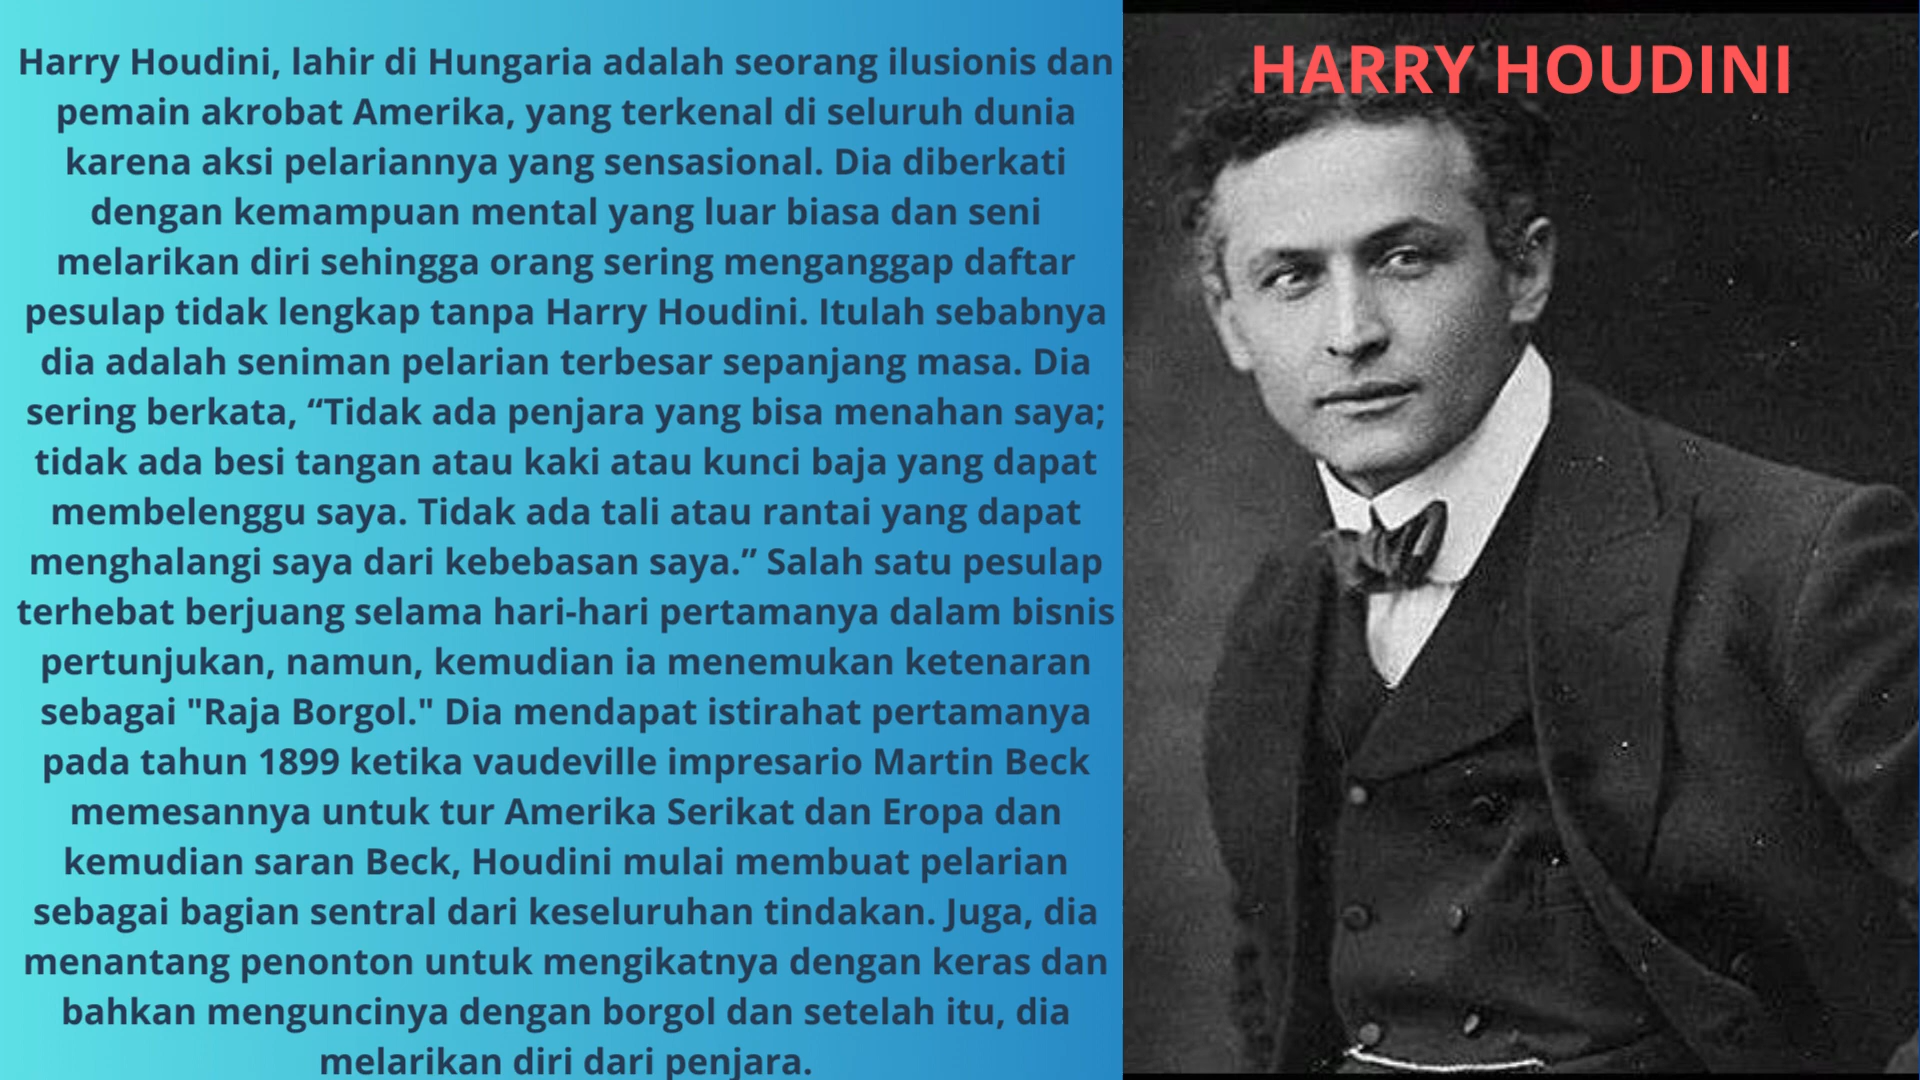 Harry Houdini, lahir di Hungaria adalah seorang ilusionis dan
pemain akrobat Amerika, yang terkenal di seluruh dunia
karena aksi pelariannya yang sensasional. Dia diberkati
dengan kemampuan mental yang luar biasa dan seni
melarikan diri sehingga orang sering menganggap daftar
pesulap tidak lengkap tanpa Harry Houdini. Itulah sebabnya
dia adalah seniman pelarian terbesar sepanjang masa. Dia
sering berkata, “Tidak ada penjara yang bisa menahan saya;
tidak ada besi tangan atau kaki atau kunci baja yang dapat
membelenggu saya. Tidak ada tali atau rantai yang dapat
menghalangi saya dari kebebasan saya.” Salah satu pesulap
terhebat berjuang selama hari-hari pertamanya dalam bisnis
pertunjukan, namun, kemudian ia menemukan ketenaran
sebagai "Raja Borgol." Dia mendapat istirahat pertamanya
pada tahun 1899 ketika vaudeville impresario Martin Beck
memesannya untuk tur Amerika Serikat dan Eropa dan
kemudian saran Beck, Houdini mulai membuat pelarian
sebagai bagian sentral dari keseluruhan tindakan. Juga, dia
menantang penonton untuk mengikatnya dengan keras dan
bahkan menguncinya dengan borgol dan setelah itu, dia
melarikan diri dari penjara.
HARRY HOUDINI